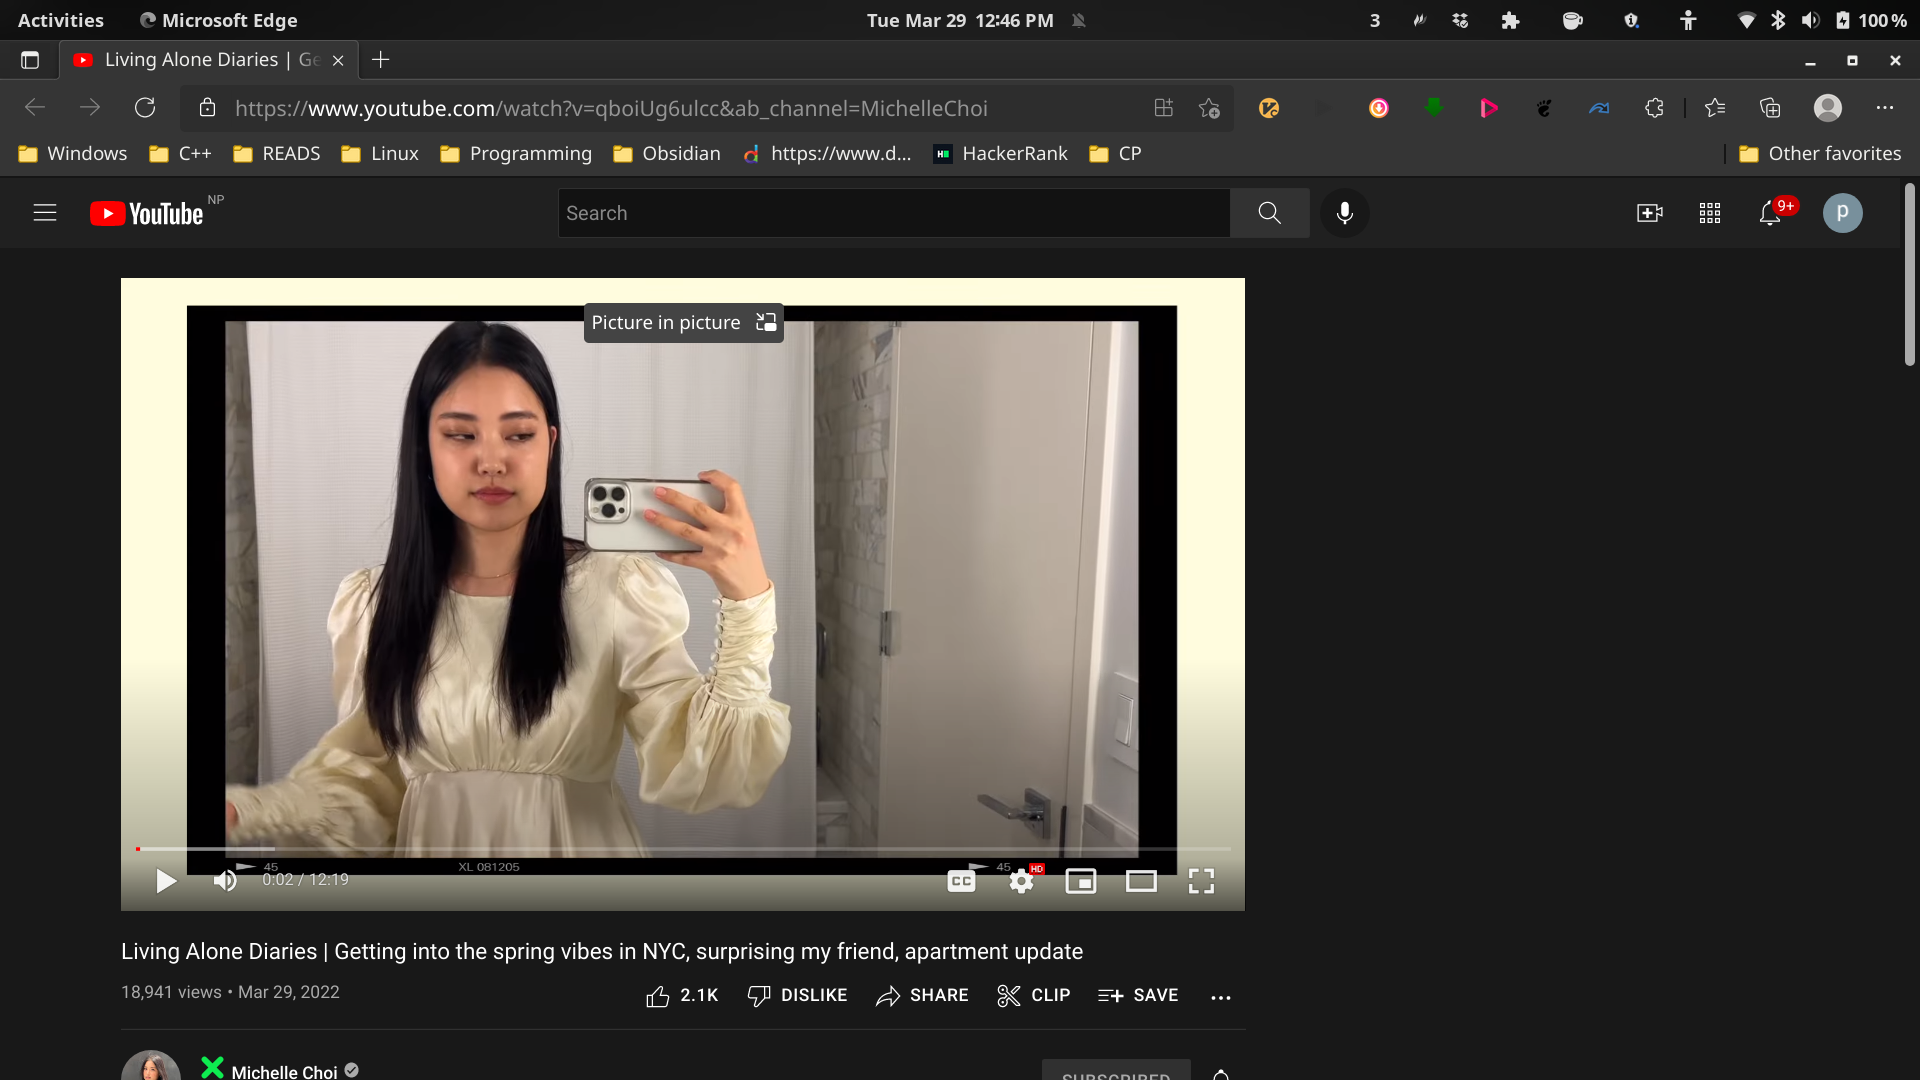 Activities Microsoft Edge Tue Mar 29 12:46 PM 3 100 %
Living Alone Diaries | Ge
https://www.youtube.com/watch?v=qboiUg6ulcc&ab_channel=MichelleChoi
Windows C++ READS Linux Programming Obsidian https://www.d... HackerRank CP Other favorites
YouTube NP Search 9+ p
Picture in picture
45 XL 081205 45
0:02 / 12:19 CC HD
Living Alone Diaries | Getting into the spring vibes in NYC, surprising my friend, apartment update
18,941 views • Mar 29, 2022 2.1K DISLIKE SHARE CLIP SAVE
Michelle Choi SUBSCRIBED